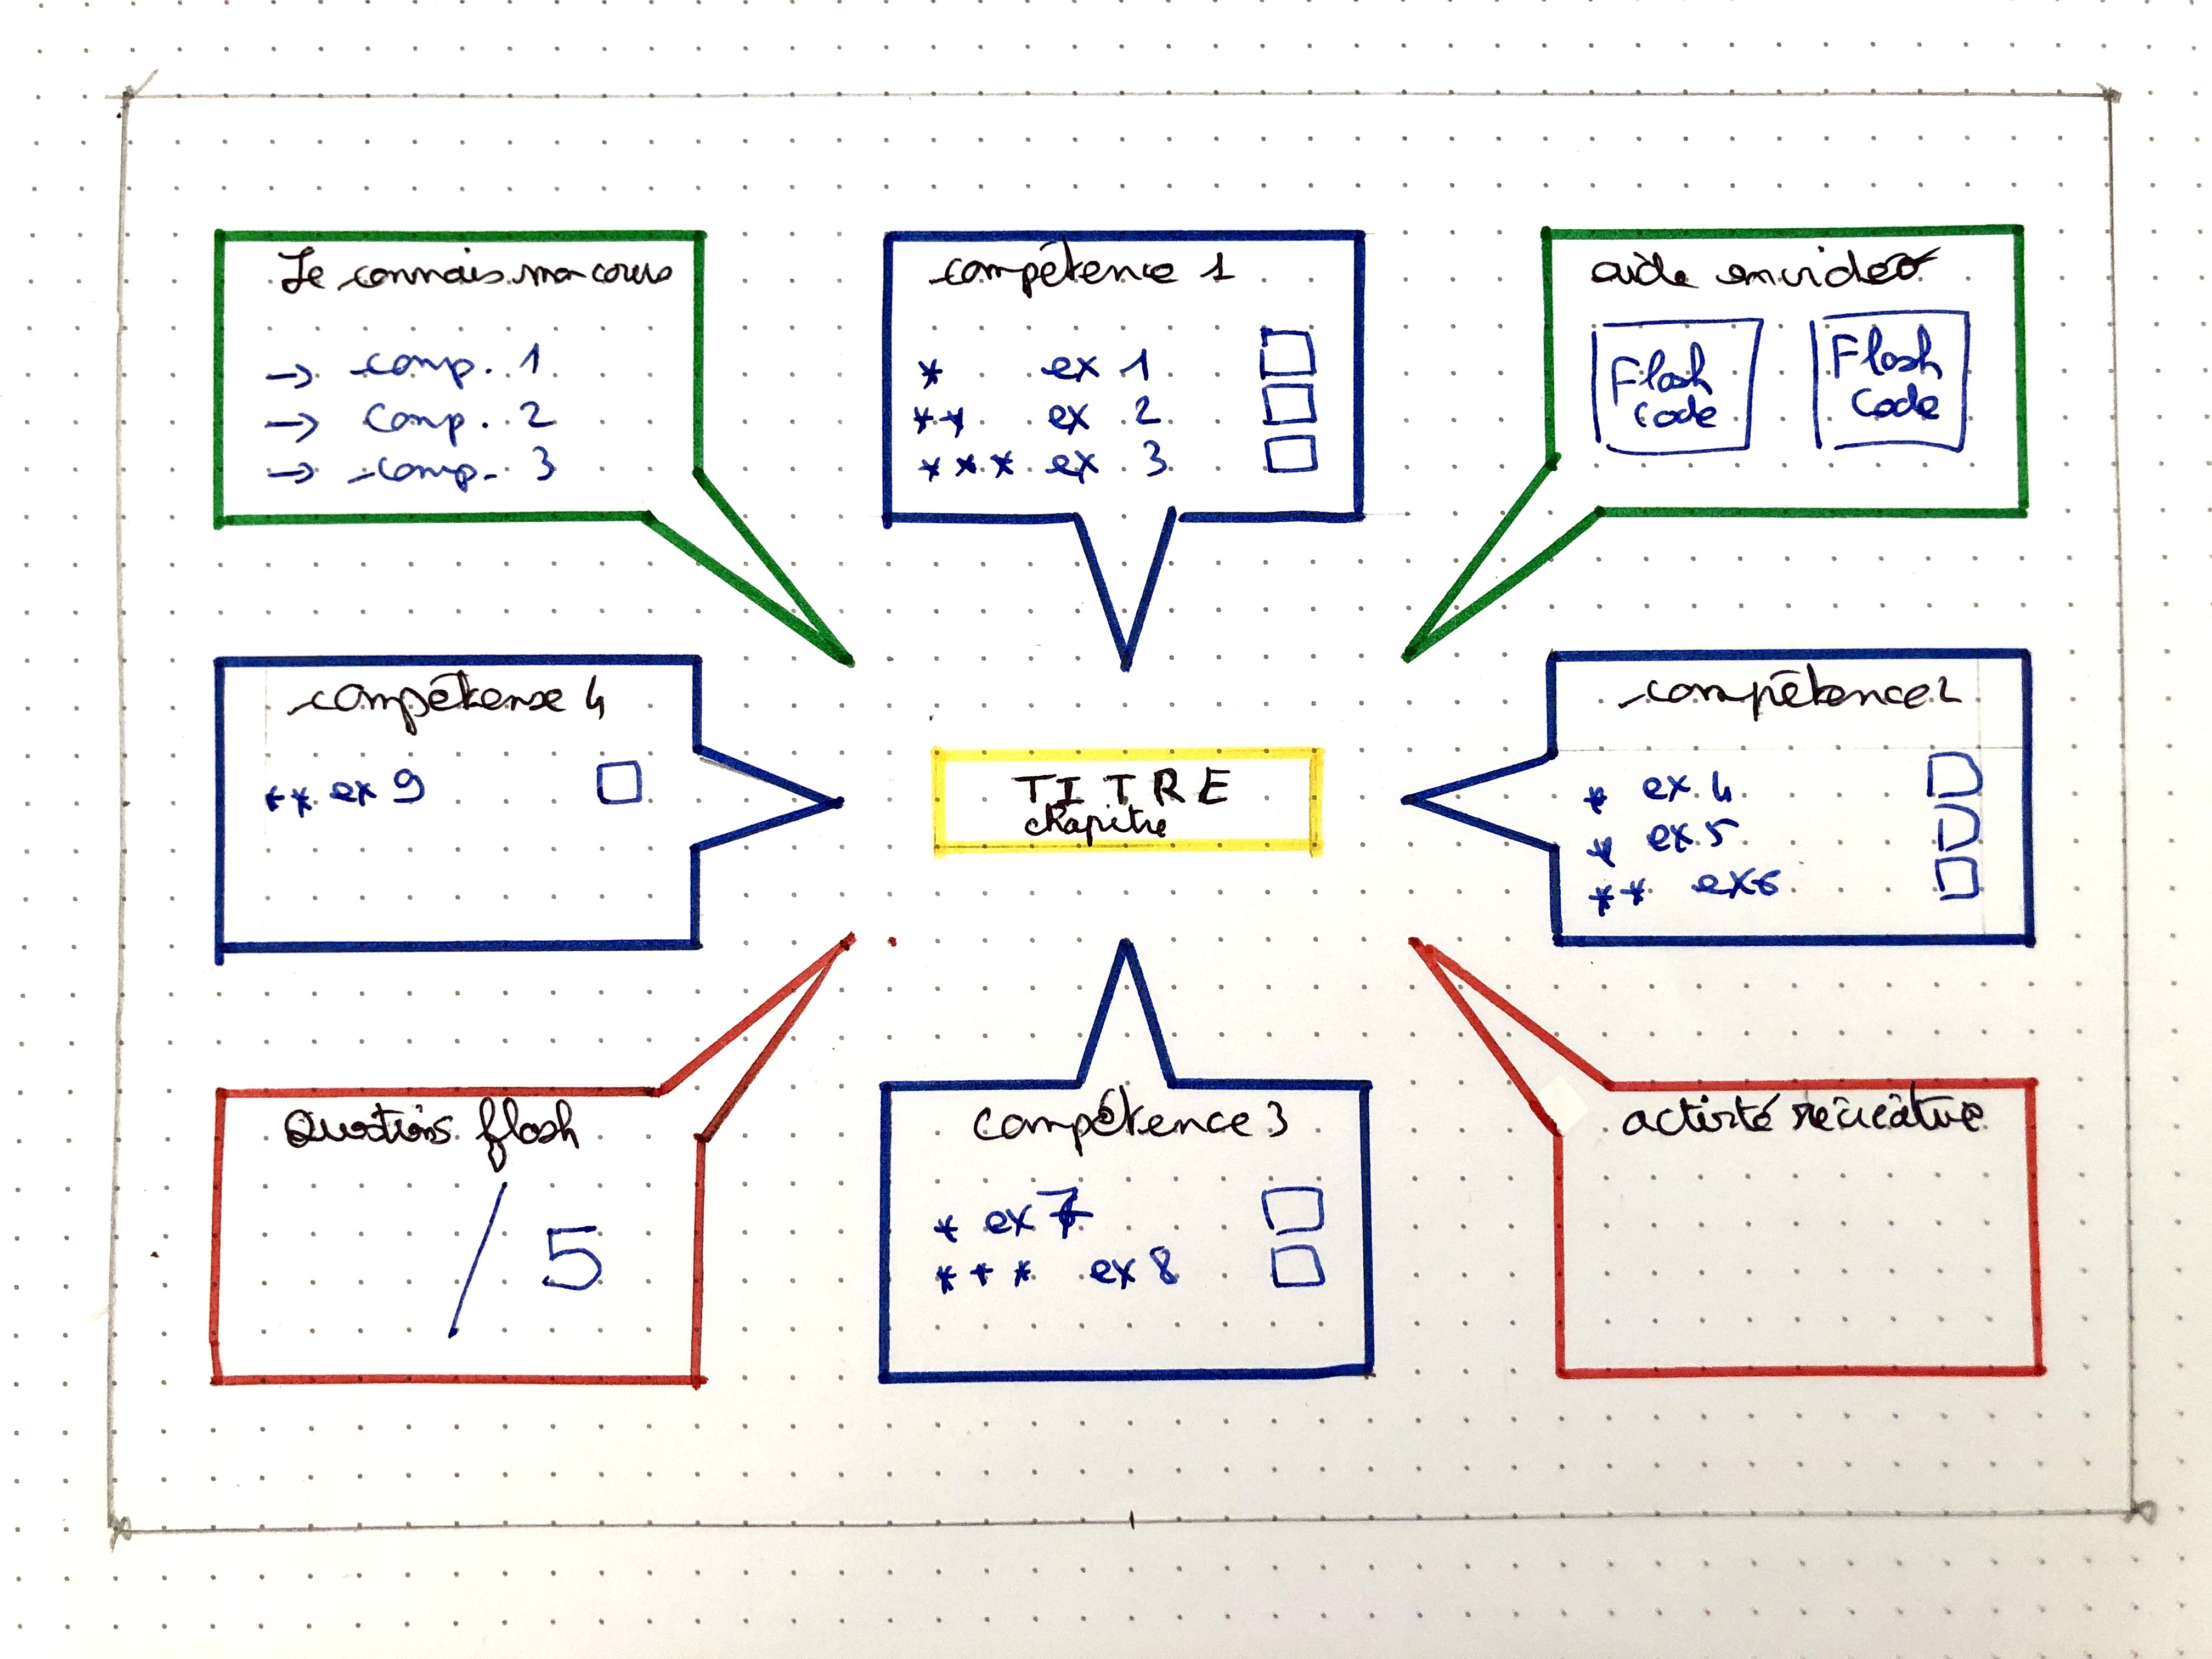 Je connais mon cours
→ comp. 1
→ comp. 2
→ comp. 3
compétence 1
* ex 1
** ex 2
*** ex 3
aide en vidéo
Flash
code
Flash
Code
compétence 4
** ex 9
TITRE
chapitre
compétence 2
* ex 4
* ex 5
** ex 6
Questions flash
/ 5
compétence 3
* ex 7
*** ex 8
activité récréative